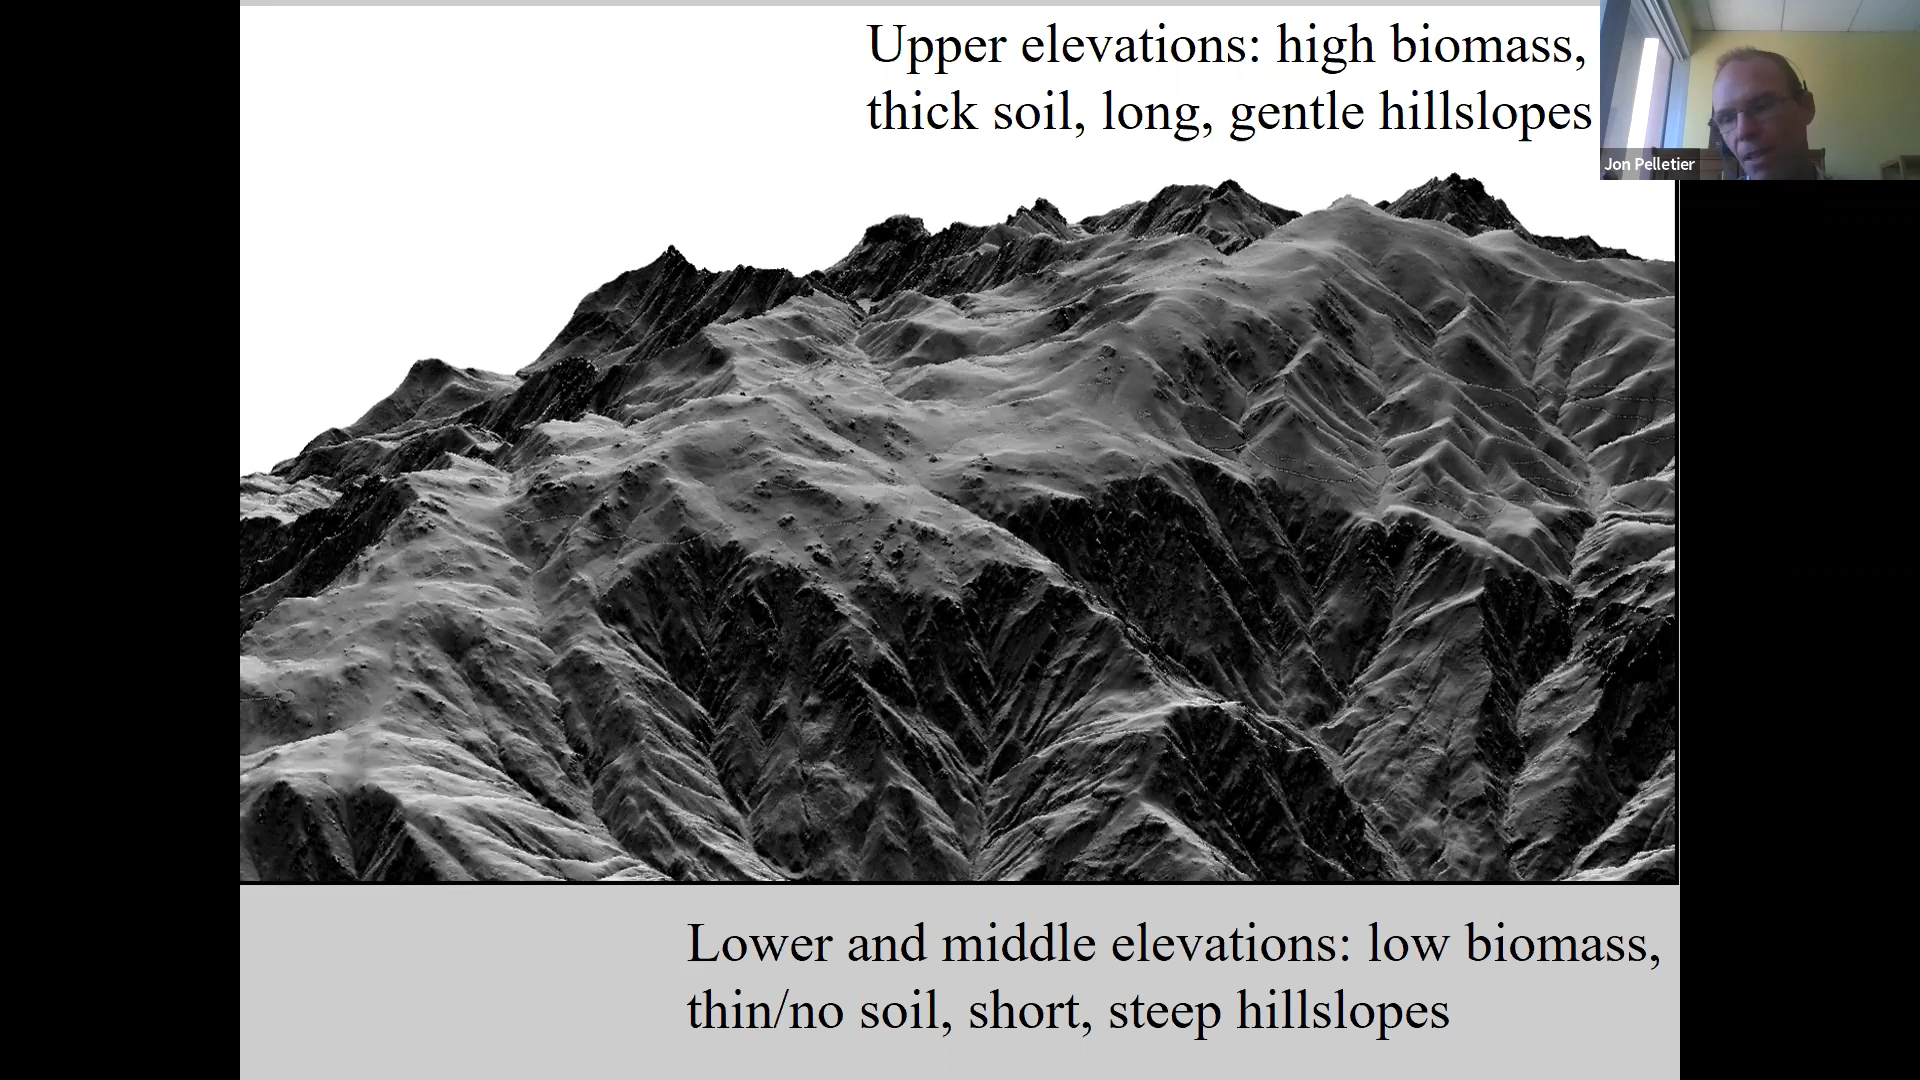 Upper elevations: high biomass,
thick soil, long, gentle hillslopes
Jon Pelletier
Lower and middle elevations: low biomass,
thin/no soil, short, steep hillslopes